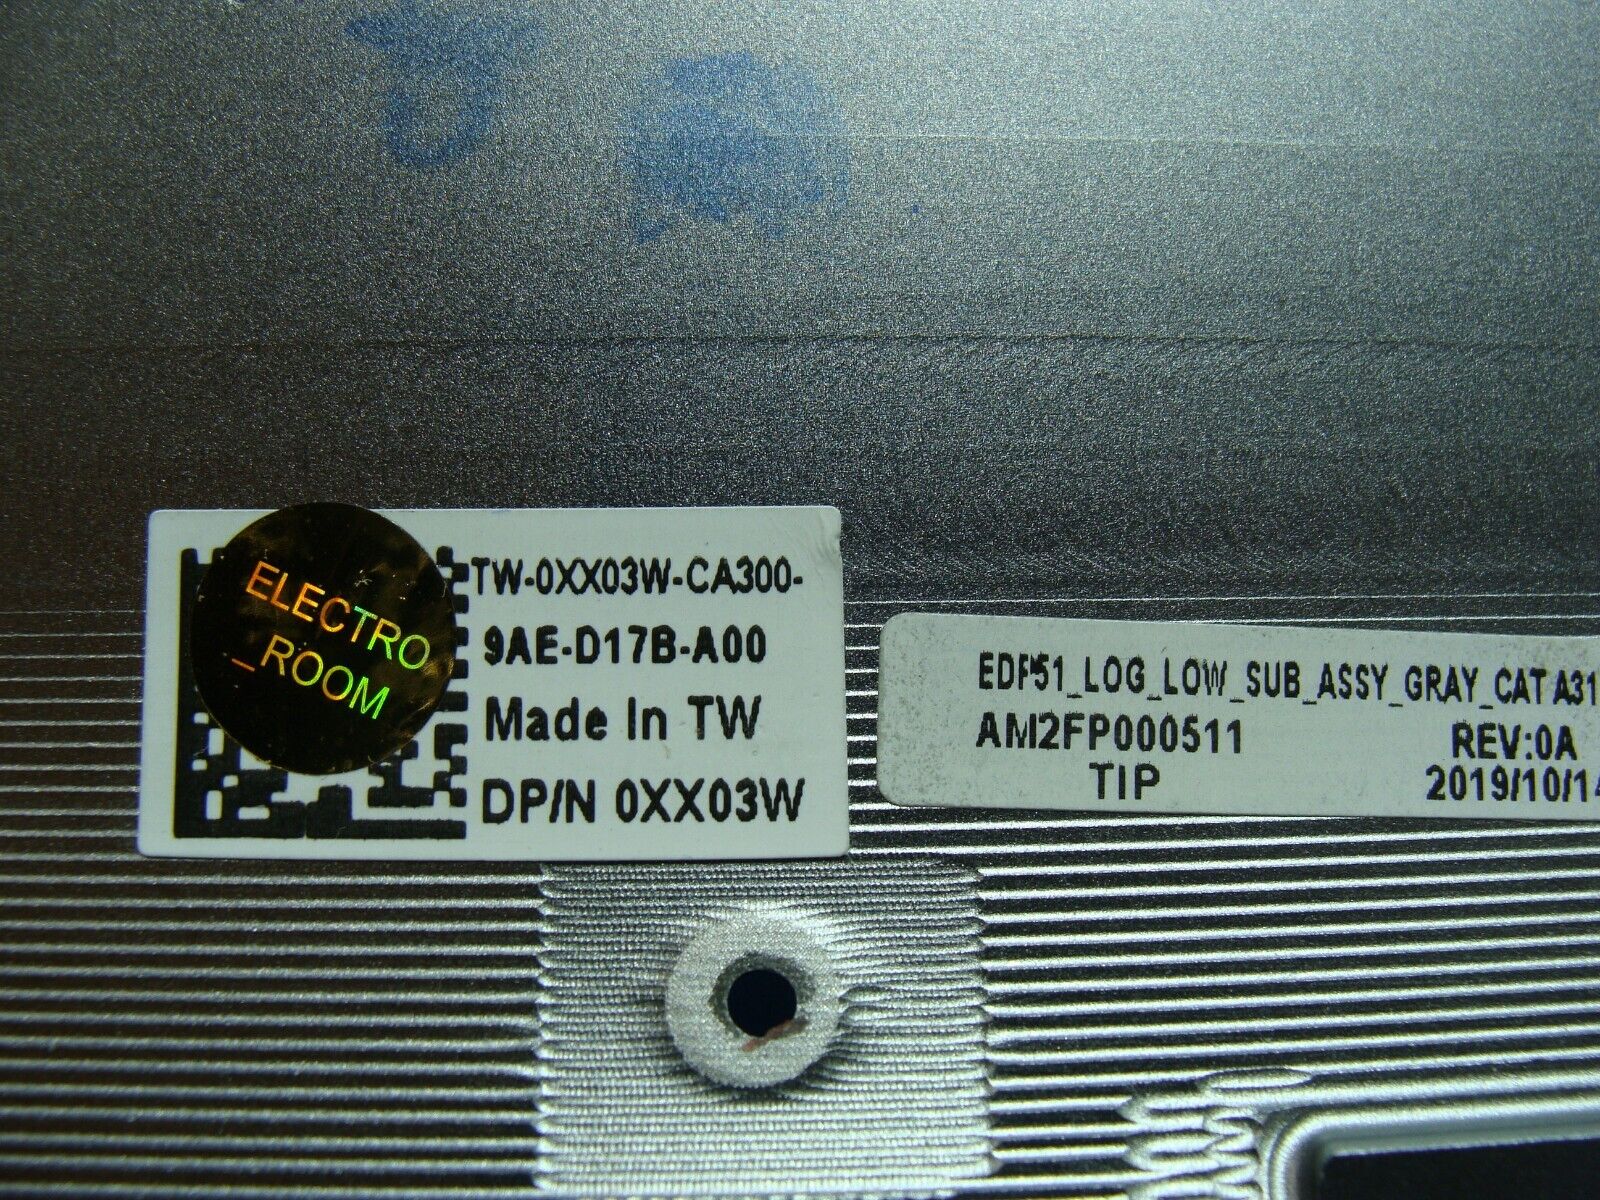 ELECTRO
_ROOM
TW-0XX03W-CA300-
9AE-D17B-A00
Made In TW
DP/N 0XX03W
EDP51_LOG_LOW_SUB_ASSY_GRAY_CAT A31
AM2FP000511 REV:0A
TIP 2019/10/14